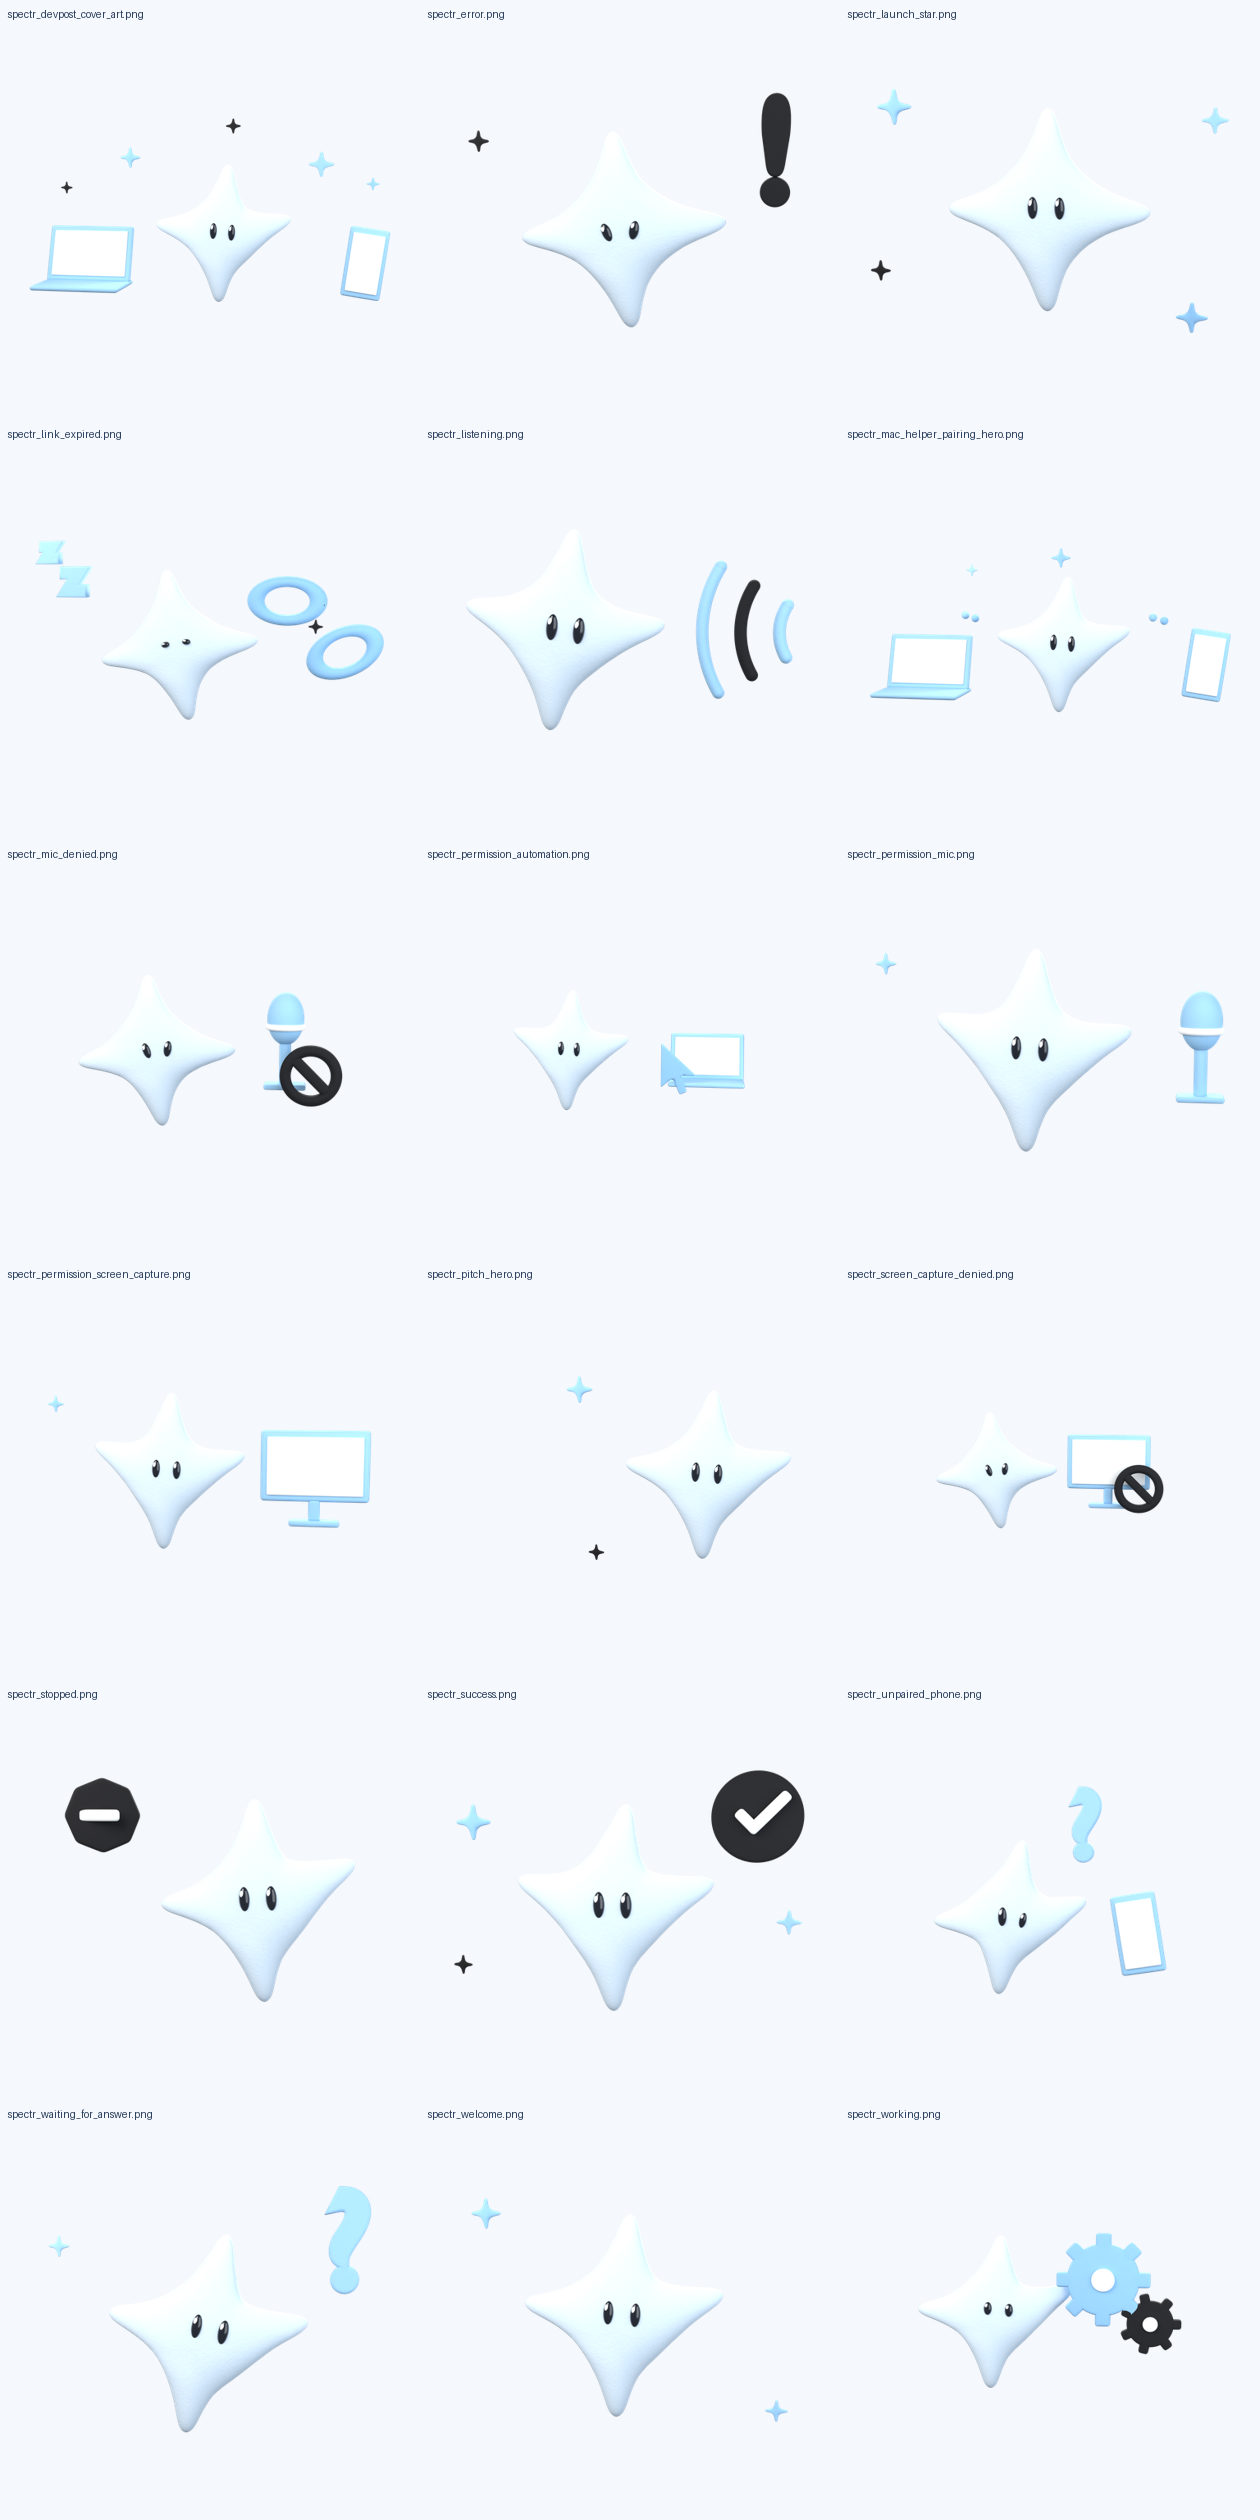 spectr_devpost_cover_art.png
spectr_error.png
spectr_launch_star.png
spectr_link_expired.png
spectr_listening.png
spectr_mac_helper_pairing_hero.png
spectr_mic_denied.png
spectr_permission_automation.png
spectr_permission_mic.png
spectr_permission_screen_capture.png
spectr_pitch_hero.png
spectr_screen_capture_denied.png
spectr_stopped.png
spectr_success.png
spectr_unpaired_phone.png
spectr_waiting_for_answer.png
spectr_welcome.png
spectr_working.png